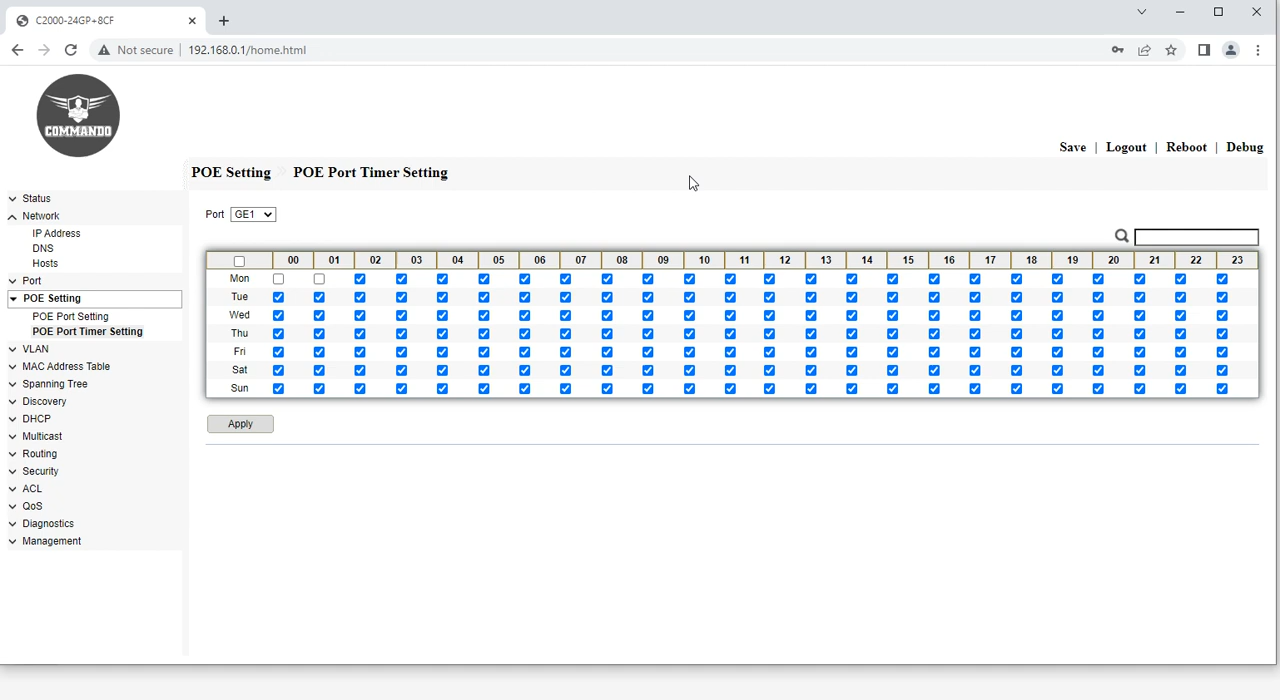 C2000-24GP+8CF
Not secure | 192.168.0.1/home.html
COMMANDO
Save | Logout | Reboot | Debug
POE Setting POE Port Timer Setting
Status
Network
IP Address
DNS
Hosts
Port
POE Setting
POE Port Setting
POE Port Timer Setting
VLAN
MAC Address Table
Spanning Tree
Discovery
DHCP
Multicast
Routing
Security
ACL
QoS
Diagnostics
Management
Port GE1
00 01 02 03 04 05 06 07 08 09 10 11 12 13 14 15 16 17 18 19 20 21 22 23
Mon
Tue
Wed
Thu
Fri
Sat
Sun
Apply